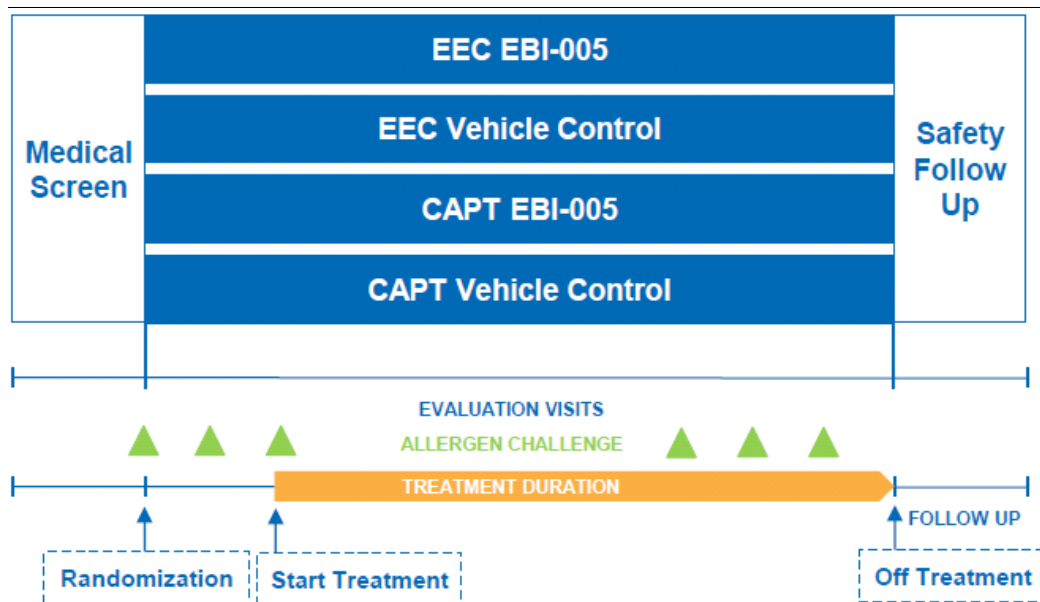 EEC EBI-005
EEC Vehicle Control
Medical
Screen
CAPT EBI-005
CAPT Vehicle Control
Safety
Follow
Up
EVALUATION VISITS
ALLERGEN CHALLENGE
TREATMENT DURATION
FOLLOW UP
Randomization
Start Treatment
Off Treatment